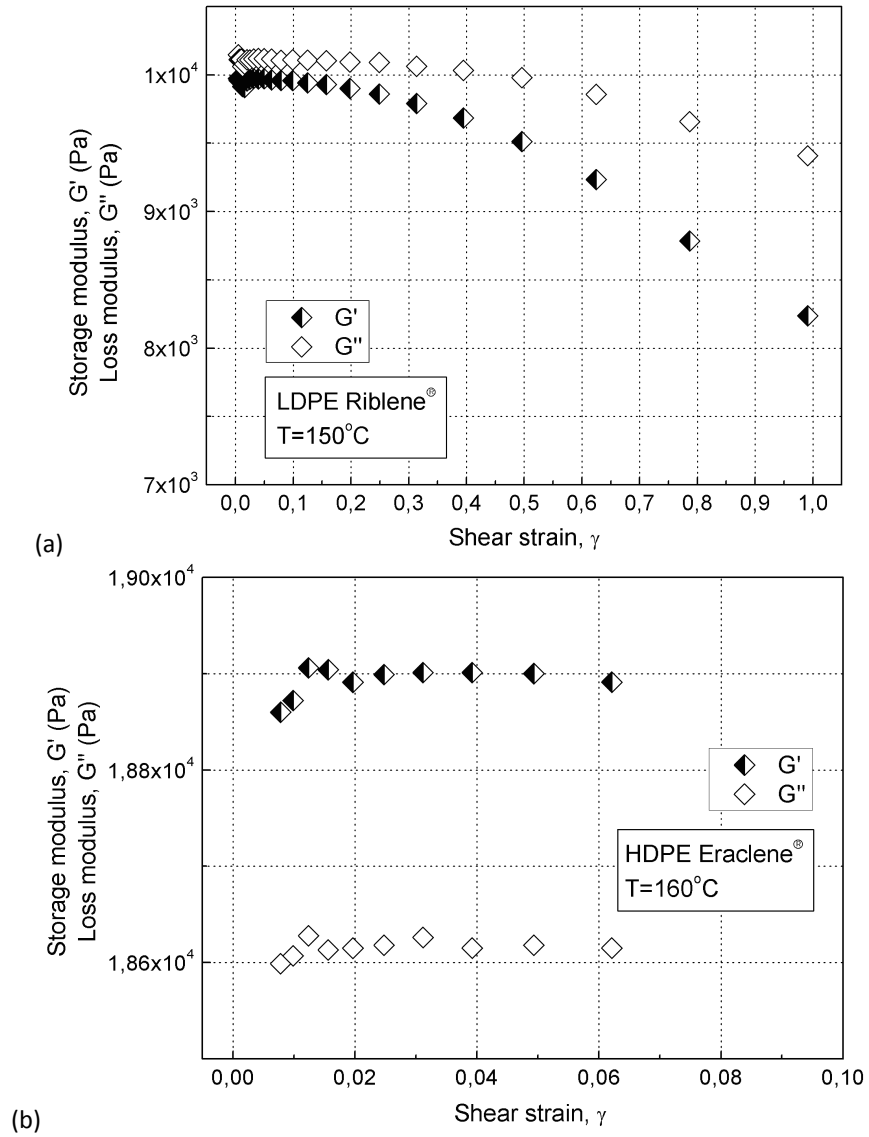 Storage modulus, G' (Pa)
Loss modulus, G'' (Pa)
1x10⁴
9x10³
8x10³
7x10³
G'
G''
LDPE Riblene®
T=150°C
0,0 0,1 0,2 0,3 0,4 0,5 0,6 0,7 0,8 0,9 1,0
Shear strain, γ
(a)
Storage modulus, G' (Pa)
Loss modulus, G'' (Pa)
1,90x10⁴
1,88x10⁴
1,86x10⁴
G'
G''
HDPE Eraclene®
T=160°C
0,00 0,02 0,04 0,06 0,08 0,10
Shear strain, γ
(b)